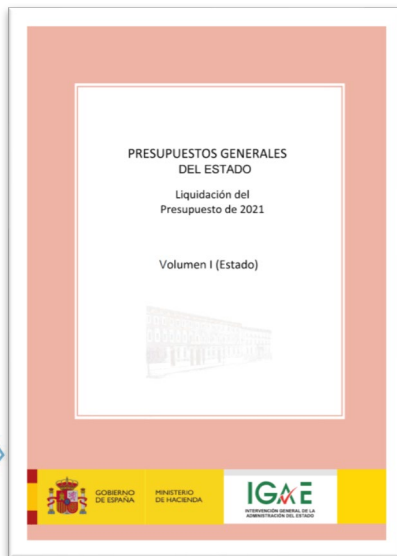 PRESUPUESTOS GENERALES
DEL ESTADO
Liquidación del
Presupuesto de 2021
Volumen I (Estado)
GOBIERNO
DE ESPAÑA
MINISTERIO
DE HACIENDA
IGAE
INTERVENCIÓN GENERAL DE LA
ADMINISTRACIÓN DEL ESTADO